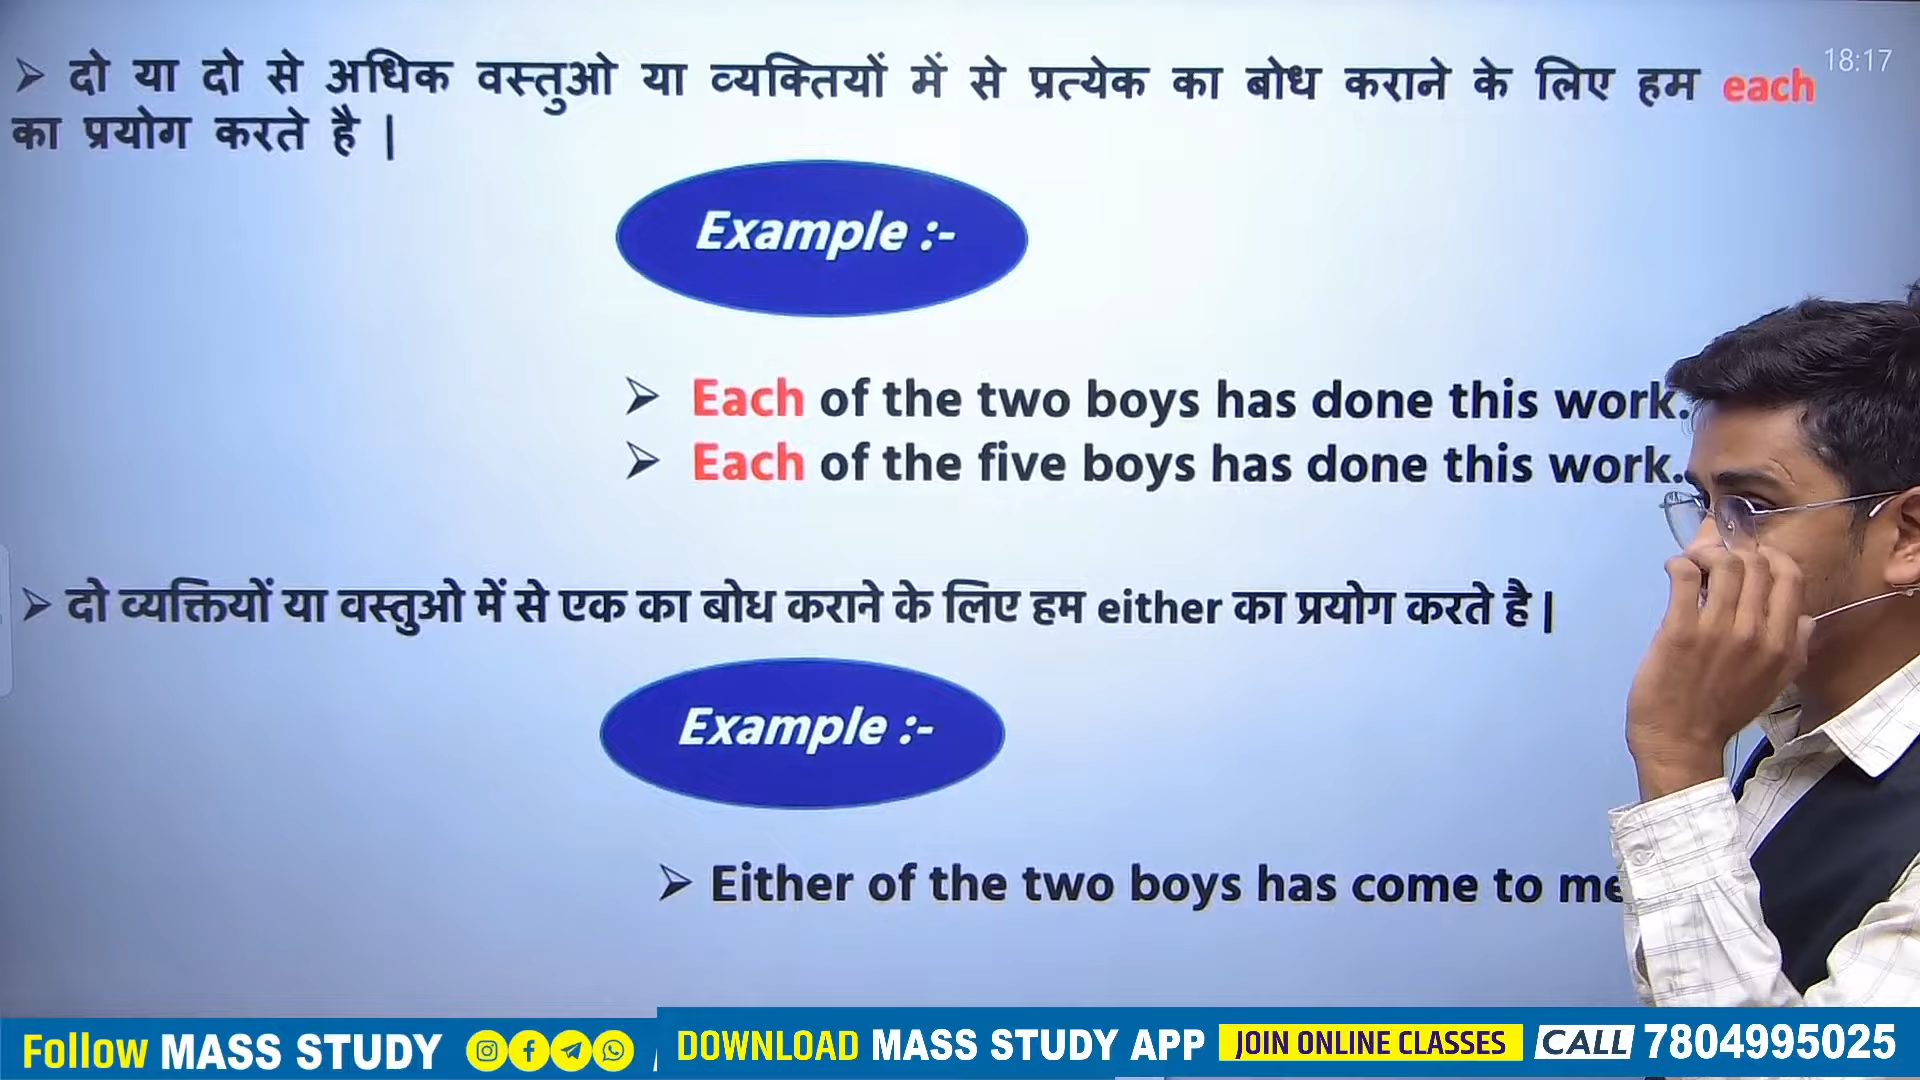 18:17
➢ दो या दो से अधिक वस्तुओ या व्यक्तियों में से प्रत्येक का बोध कराने के लिए हम each
का प्रयोग करते है |
Example :-
➢ Each of the two boys has done this work.
➢ Each of the five boys has done this work.
➢ दो व्यक्तियों या वस्तुओ में से एक का बोध कराने के लिए हम either का प्रयोग करते है |
Example :-
➢ Either of the two boys has come to me
Follow MASS STUDY / DOWNLOAD MASS STUDY APP JOIN ONLINE CLASSES CALL 7804995025